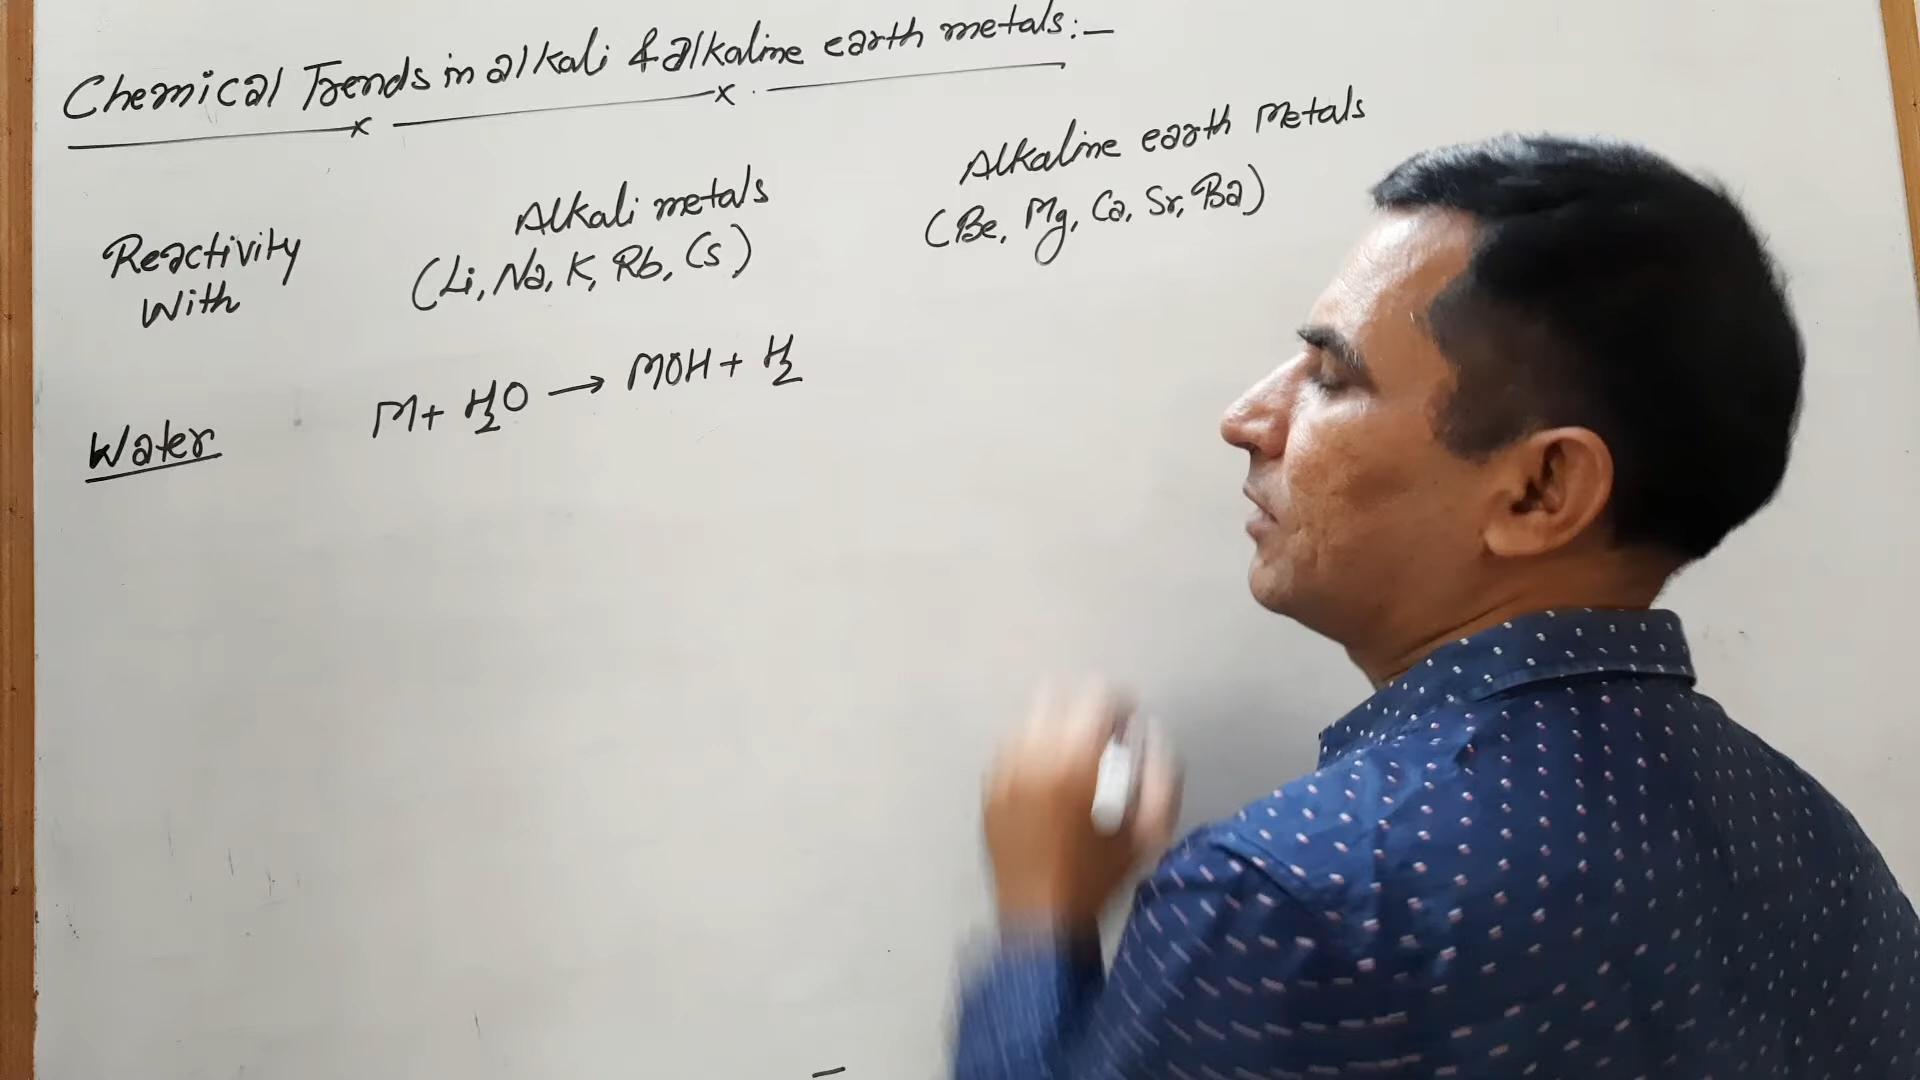 Chemical Trends in alkali & alkaline earth metals:-
Reactivity With
Alkali metals
(Li, Na, K, Rb, Cs)
Alkaline earth Metals
(Be, Mg, Ca, Sr, Ba)
Water
M + H2O → MOH + H2